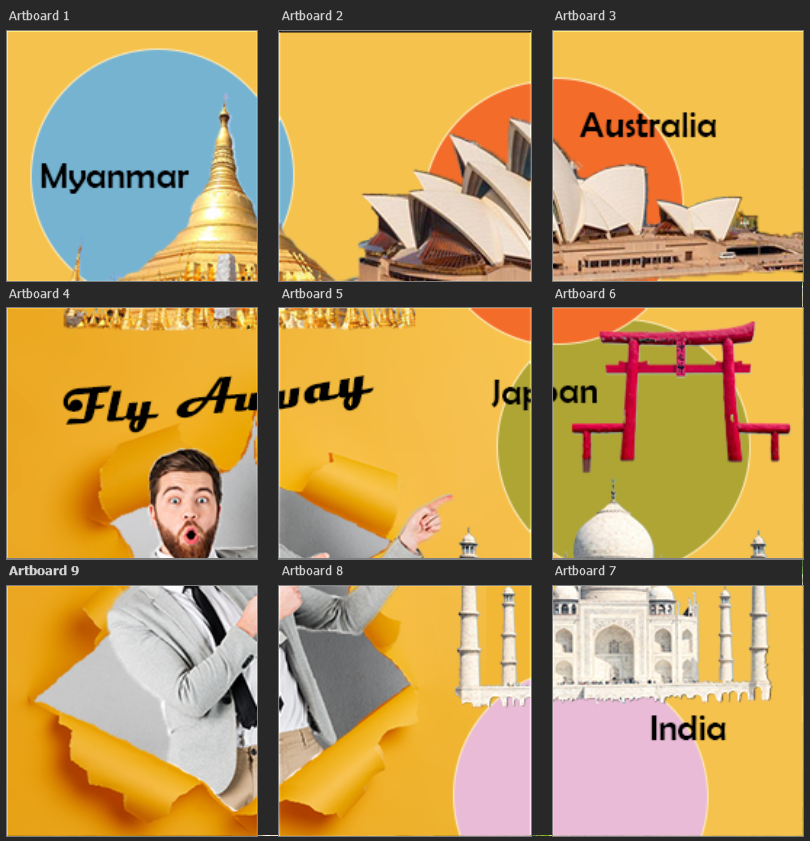 Artboard 1
Artboard 2
Artboard 3
Myanmar
Australia
Artboard 4
Artboard 5
Artboard 6
Fly Away
Japan
Artboard 9
Artboard 8
Artboard 7
India